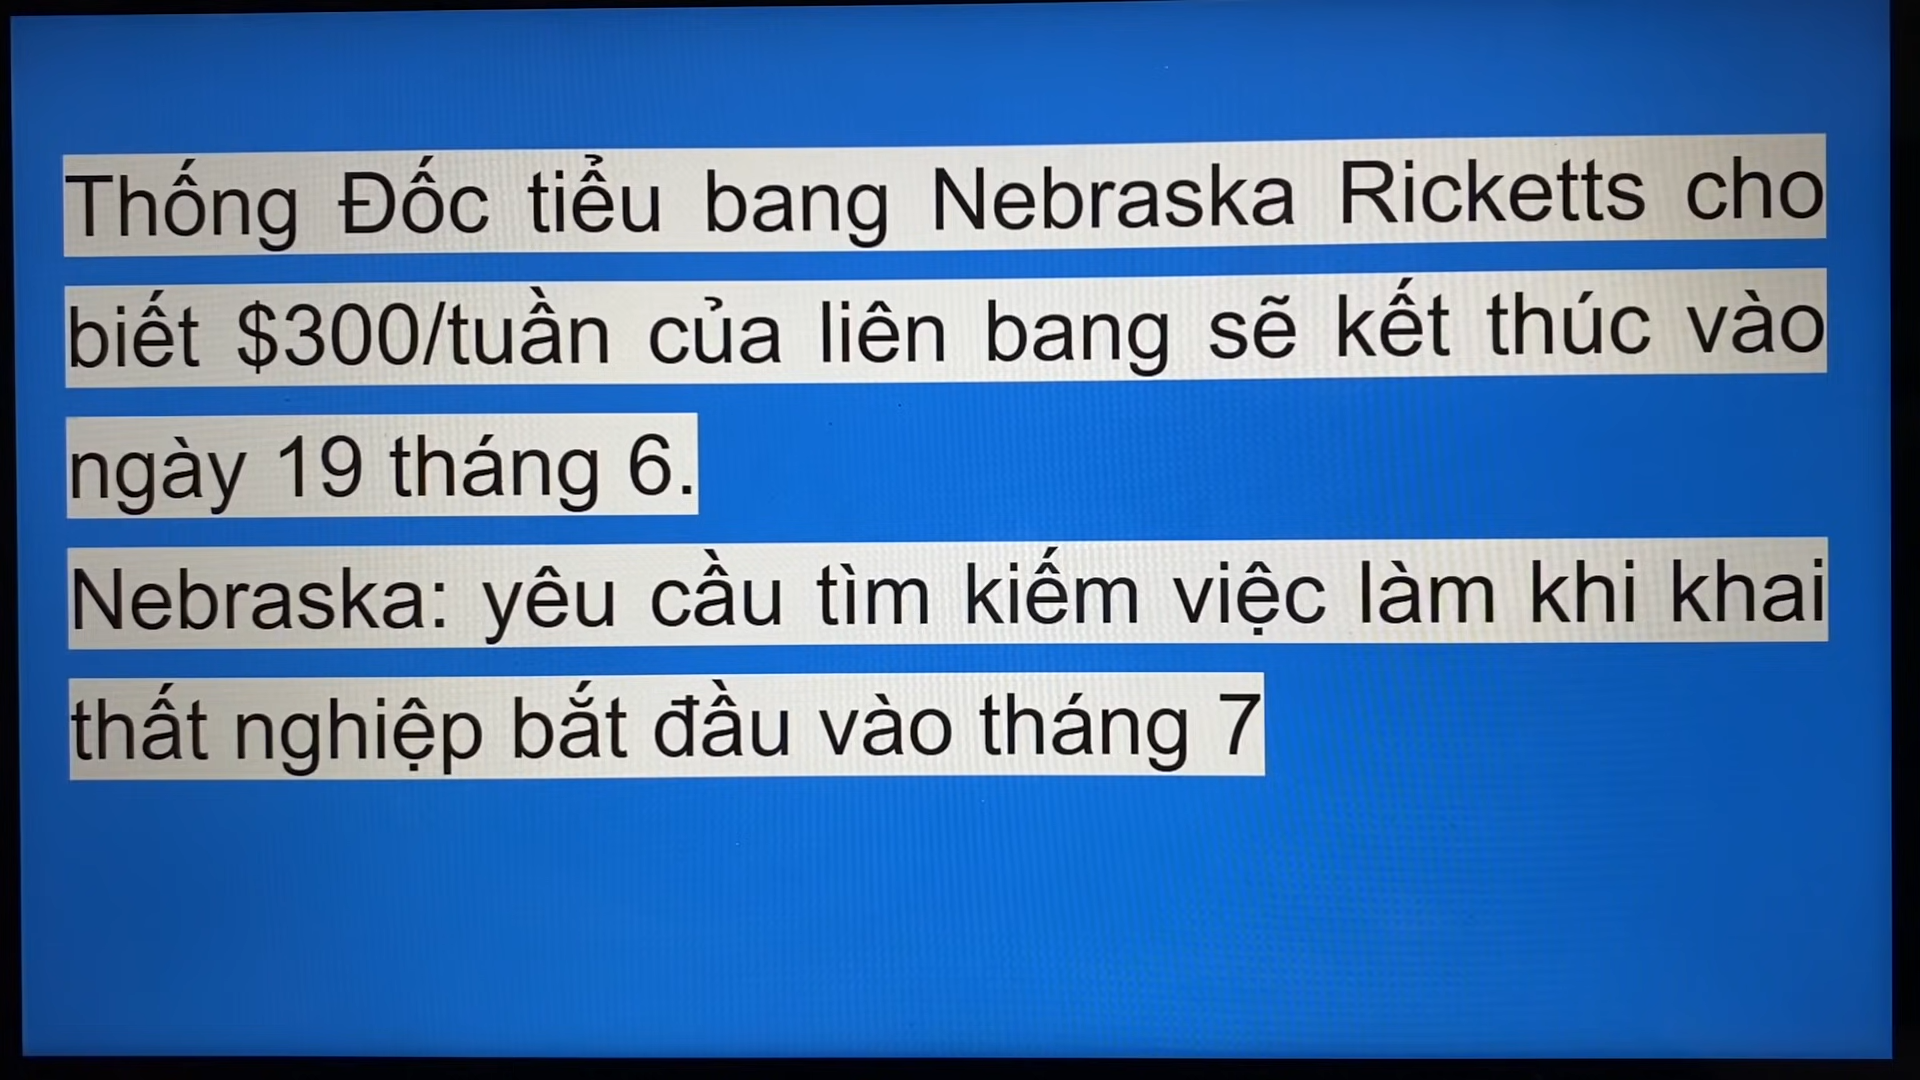 Thống Đốc tiểu bang Nebraska Ricketts cho
biết $300/tuần của liên bang sẽ kết thúc vào
ngày 19 tháng 6.
Nebraska: yêu cầu tìm kiếm việc làm khi khai
thất nghiệp bắt đầu vào tháng 7